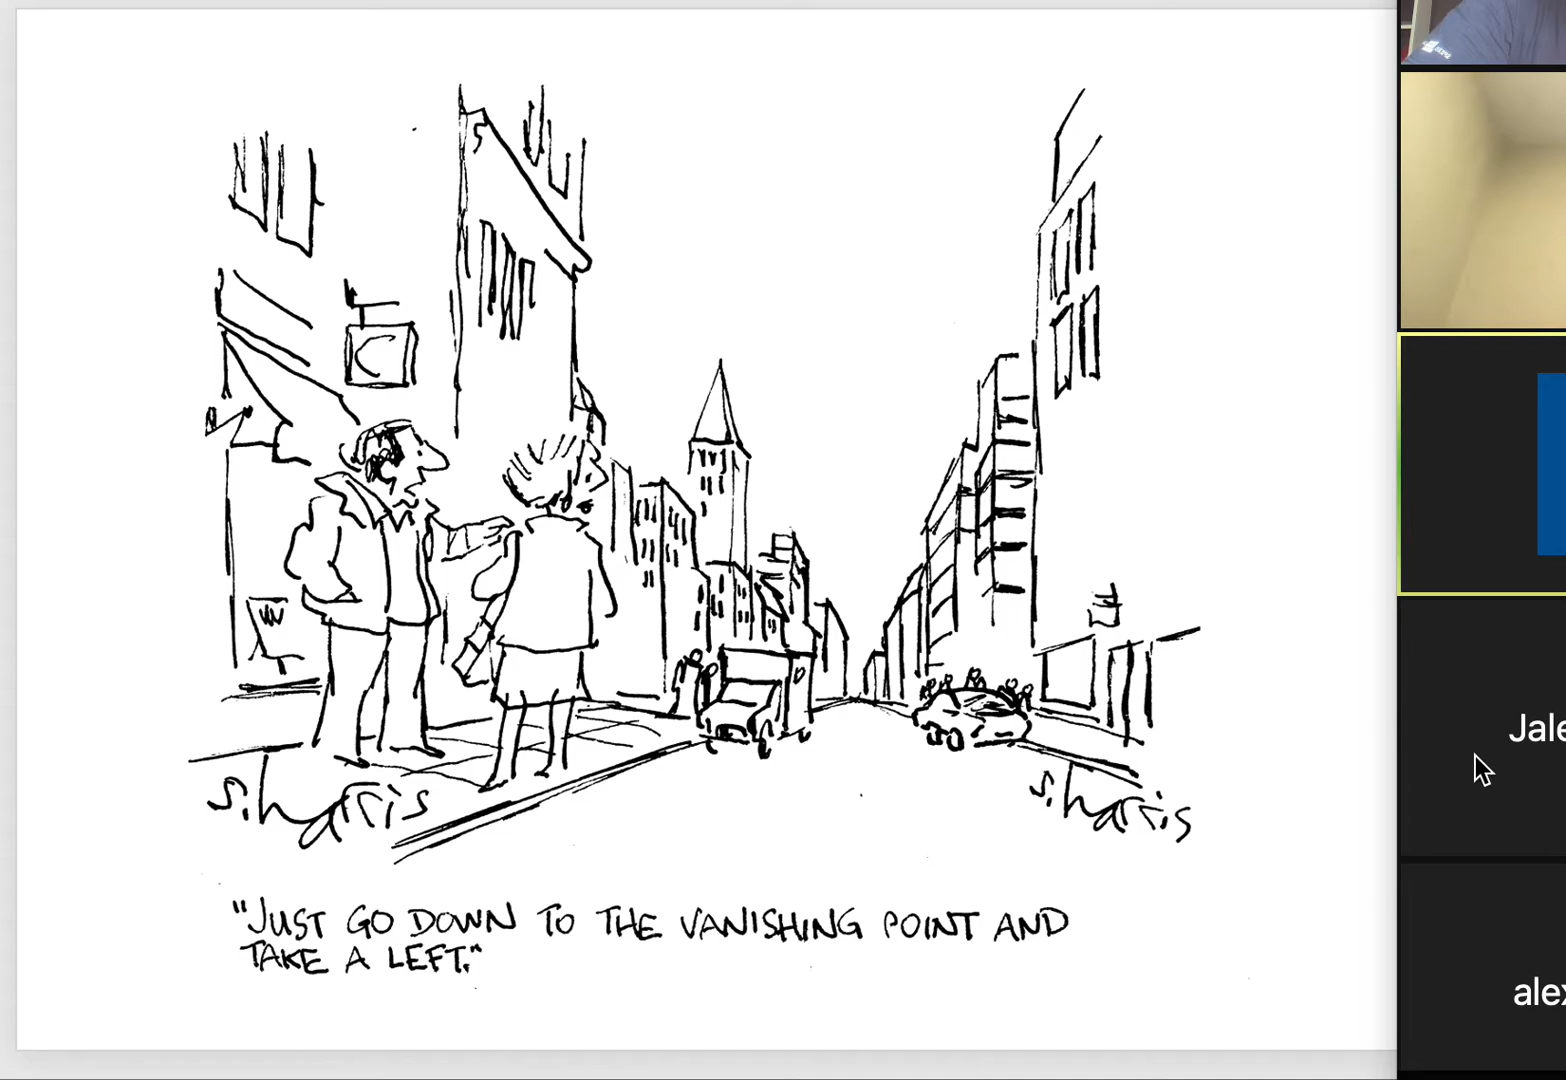 S. harris
S. harris
"JUST GO DOWN TO THE VANISHING POINT AND
TAKE A LEFT."
Jale
alex